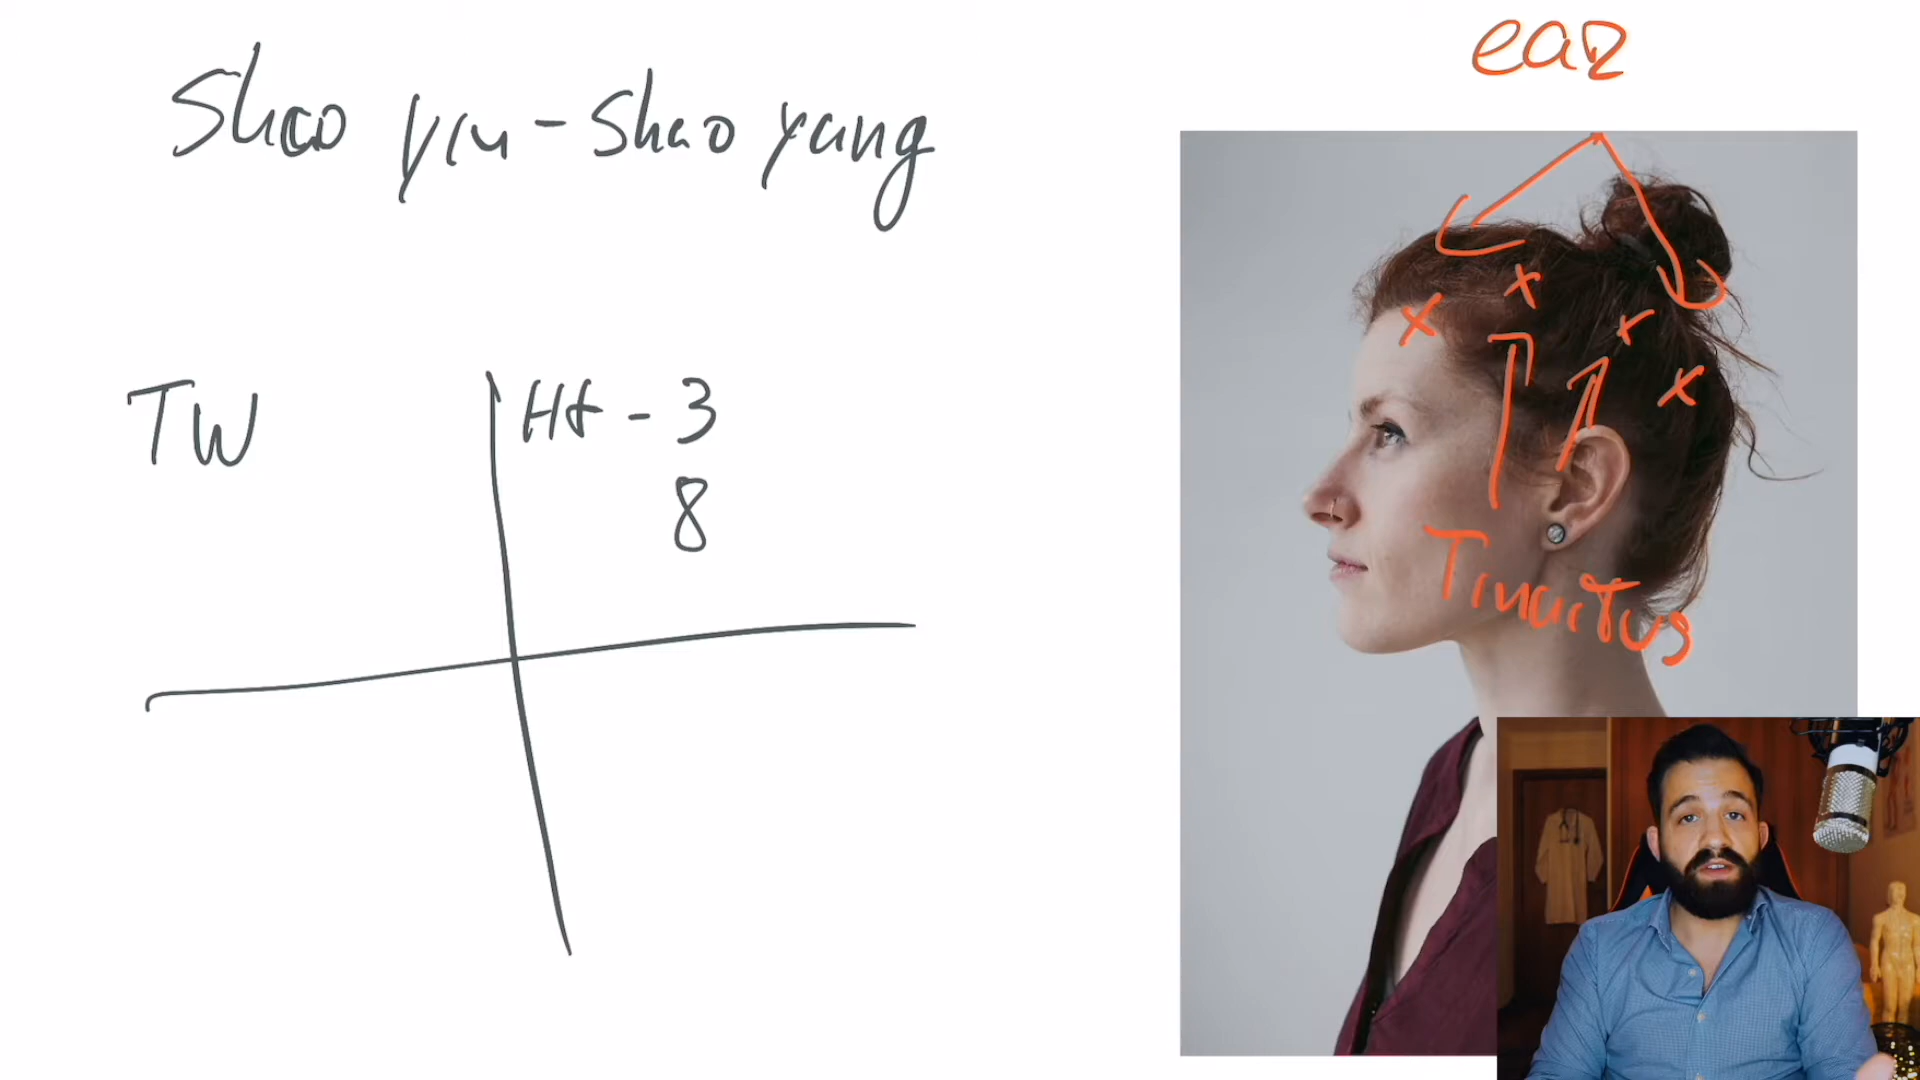 Shao yin - Shao yang
TW
Ht - 3
8
ear
Tinnitus